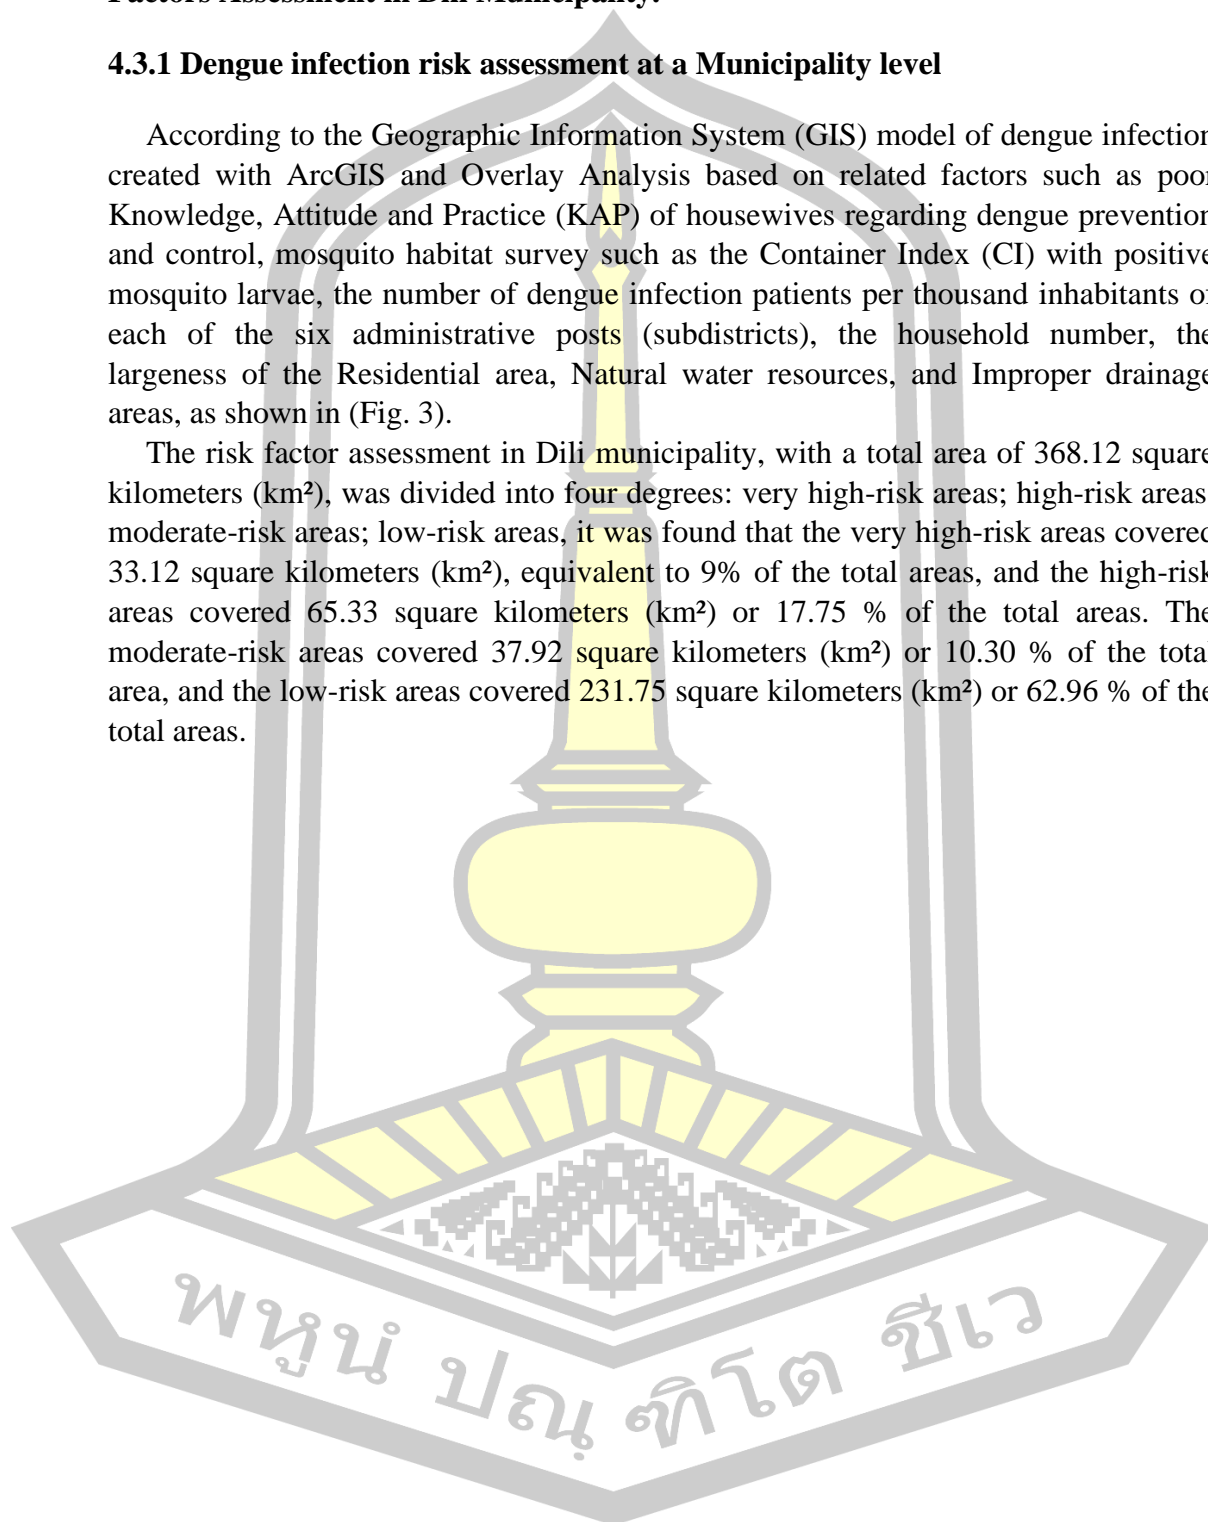 Factors Assessment in Dili Municipality.
4.3.1 Dengue infection risk assessment at a Municipality level
According to the Geographic Information System (GIS) model of dengue infection
created with ArcGIS and Overlay Analysis based on related factors such as poor
Knowledge, Attitude and Practice (KAP) of housewives regarding dengue prevention
and control, mosquito habitat survey such as the Container Index (CI) with positive
mosquito larvae, the number of dengue infection patients per thousand inhabitants of
each of the six administrative posts (subdistricts), the household number, the
largeness of the Residential area, Natural water resources, and Improper drainage
areas, as shown in (Fig. 3).
The risk factor assessment in Dili municipality, with a total area of 368.12 square
kilometers (km²), was divided into four degrees: very high-risk areas; high-risk areas
moderate-risk areas; low-risk areas, it was found that the very high-risk areas covered
33.12 square kilometers (km²), equivalent to 9% of the total areas, and the high-risk
areas covered 65.33 square kilometers (km²) or 17.75 % of the total areas. The
moderate-risk areas covered 37.92 square kilometers (km²) or 10.30 % of the total
area, and the low-risk areas covered 231.75 square kilometers (km²) or 62.96 % of the
total areas.
พหูนํ ปณฺฑิโต ชีเว